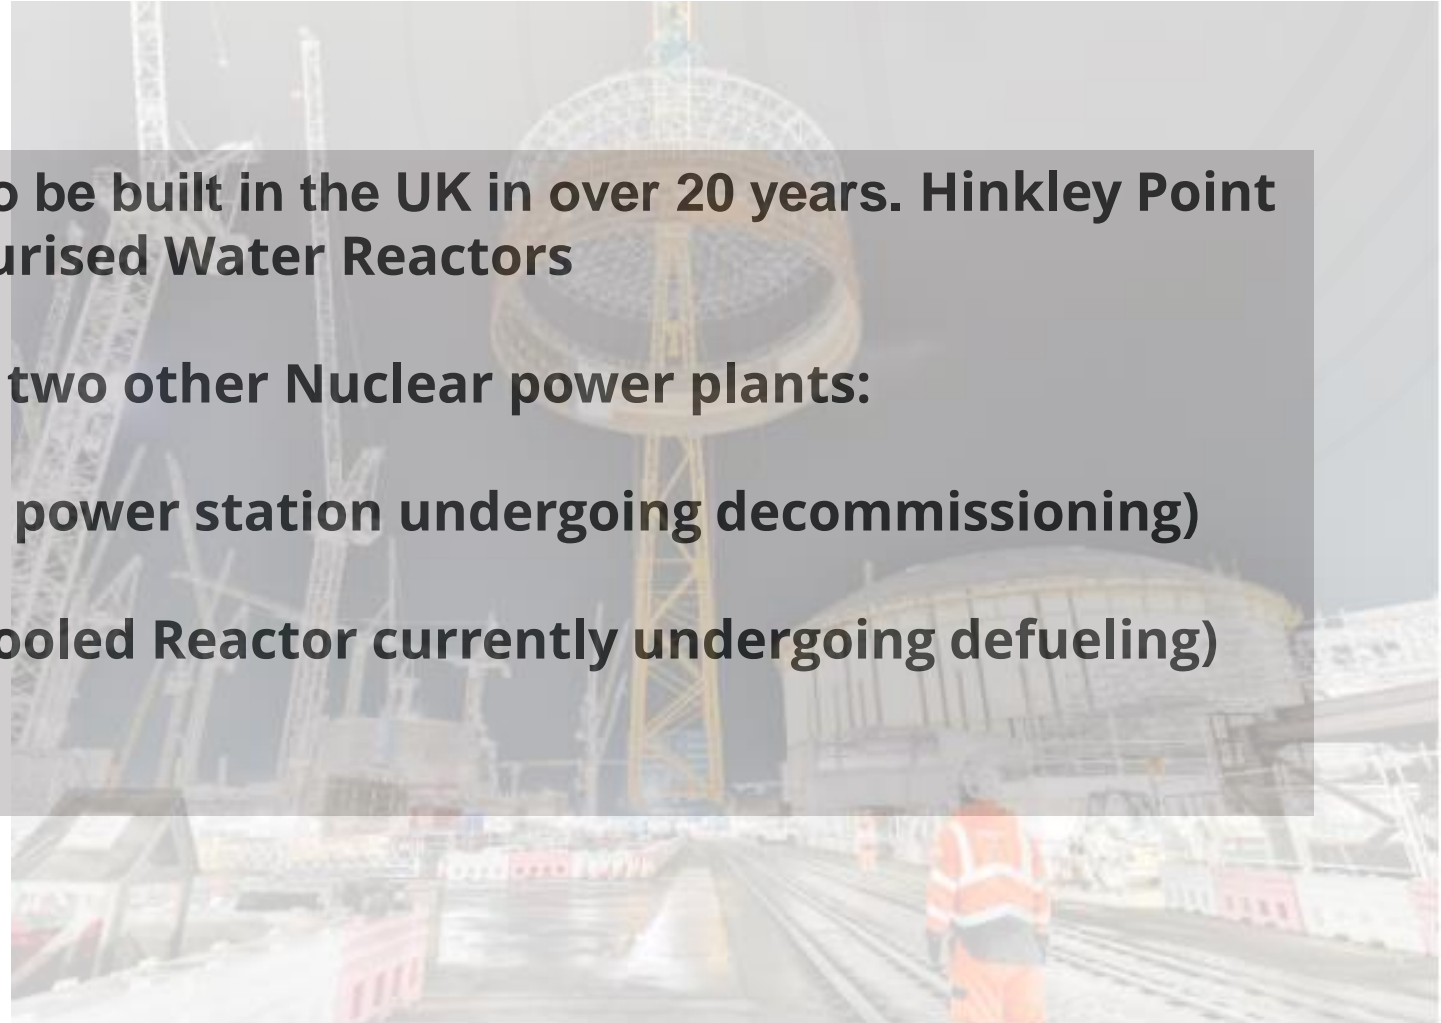 o be built in the UK in over 20 years. Hinkley Point
urised Water Reactors
two other Nuclear power plants:
power station undergoing decommissioning)
ooled Reactor currently undergoing defueling)